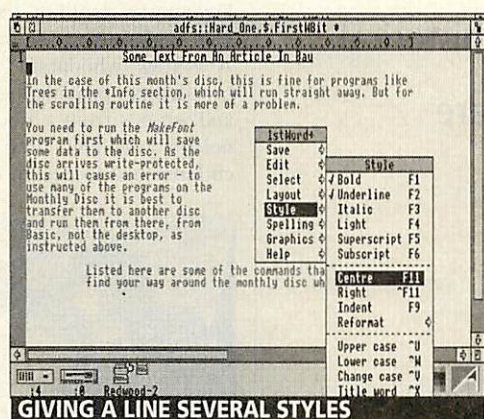 adfs::Hard_One.$.FirstWBit *
Some Text From An Article In Bau
In the case of this month's disc, this is fine for programs like
Trees in the *Info section, which will run straight away. But for
the scrolling routine it is more of a problem.
You need to run the MakeFont
program first which will save
some data to the disc. As the
disc arrives write-protected,
this will cause an error - to
use many of the programs on the
Monthly Disc it is best to
transfer them to another disc
and run them from there, from
Basic, not the desktop, as
instructed above.
Listed here are some of the commands tha
find your way around the monthly disc wh
1stWord+
Save
Edit
Select
Layout
Style
Spelling
Graphics
Help
Style
Bold F1
Underline F2
Italic F3
Light F4
Superscript F5
Subscript F6
Centre F11
Right ^F11
Indent F9
Reformat
Upper case ^U
Lower case ^W
Change case ^V
Title word ^X
:4 :0 Redwood-2
GIVING A LINE SEVERAL STYLES